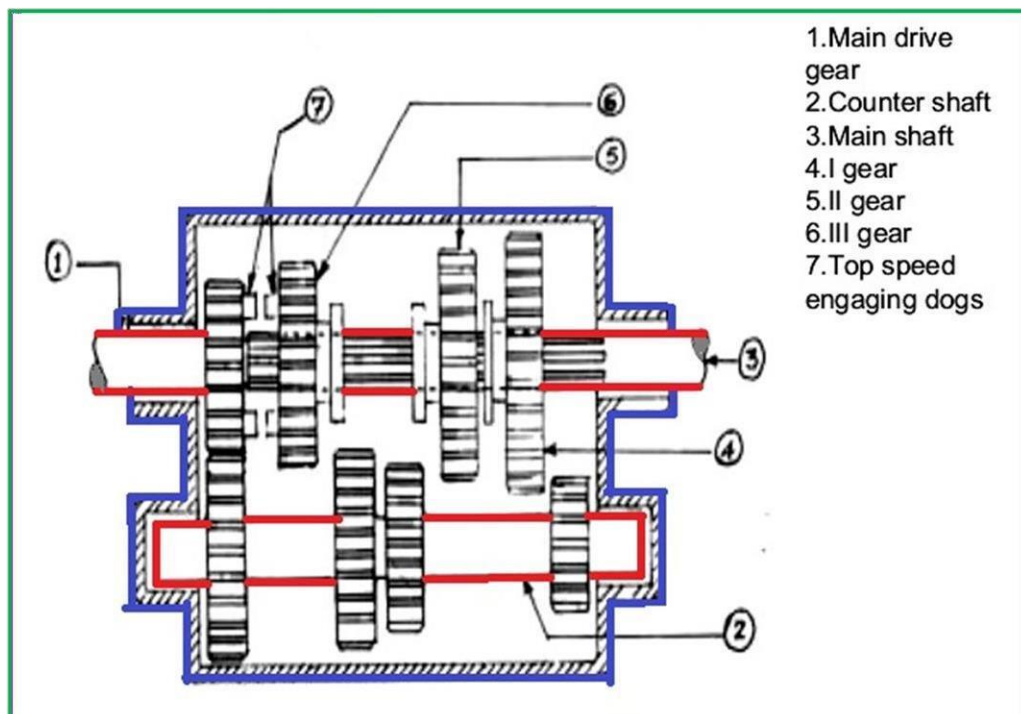 1.Main drive
gear
2.Counter shaft
3.Main shaft
4.I gear
5.II gear
6.III gear
7.Top speed
engaging dogs
7
6
5
1
3
4
2